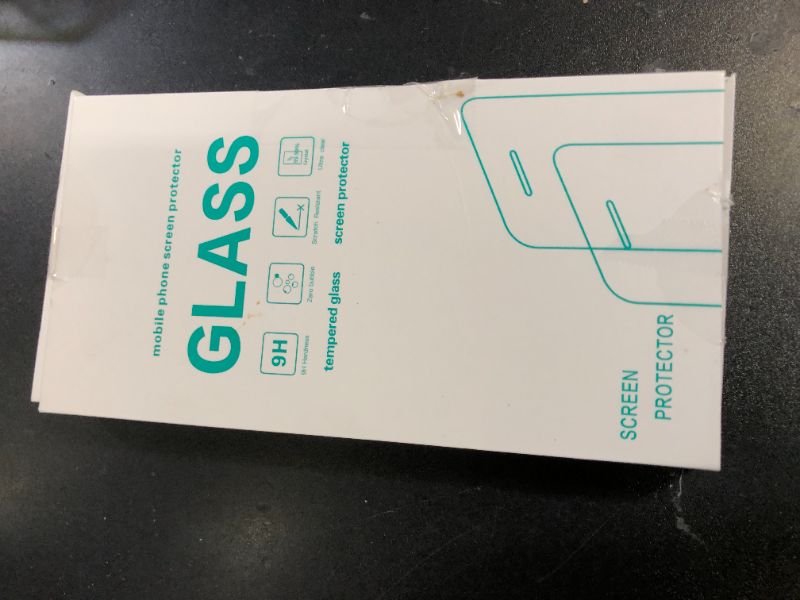 mobile phone screen protector
GLASS
9H
9H Hardness
Zero bubble
Scratch Resistant
Ultra clear
tempered glass screen protector
SCREEN
PROTECTOR